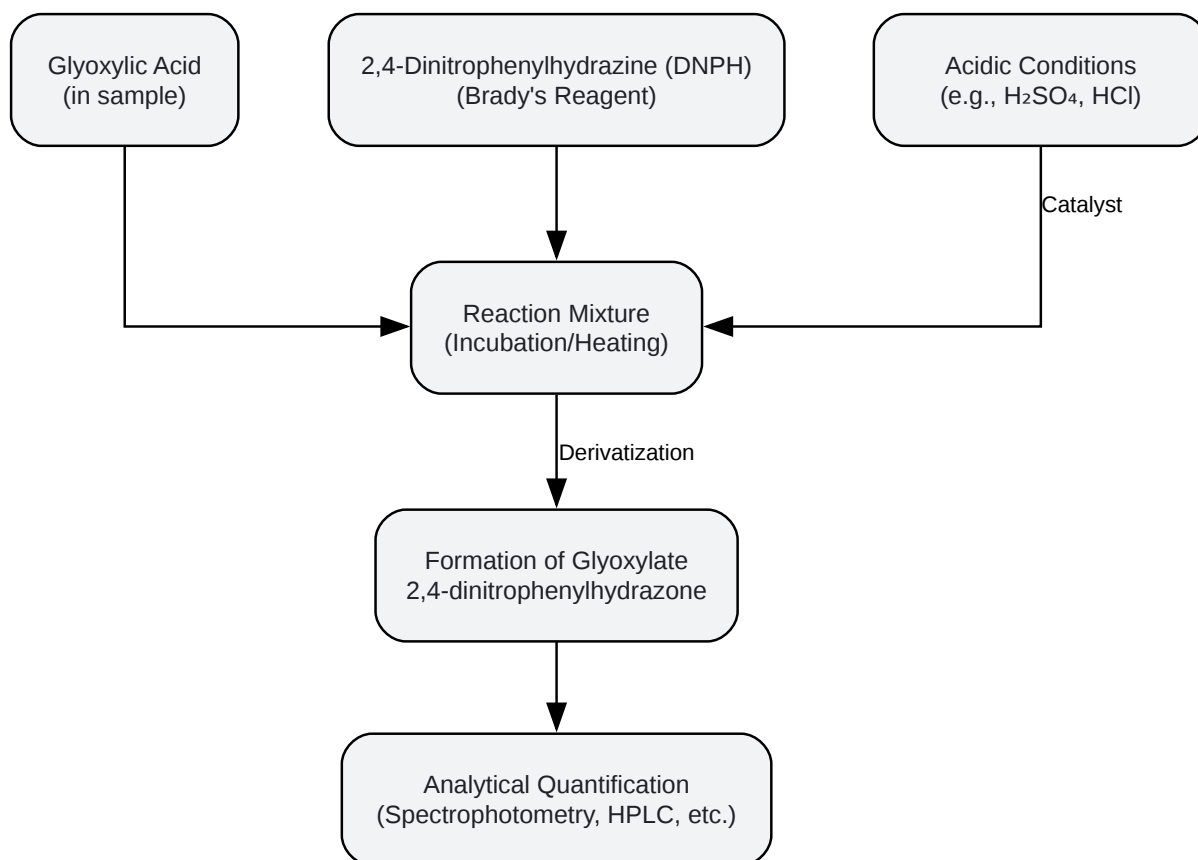 Glyoxylic Acid
(in sample)
2,4-Dinitrophenylhydrazine (DNPH)
(Brady's Reagent)
Acidic Conditions
(e.g., H₂SO₄, HCl)
Catalyst
Reaction Mixture
(Incubation/Heating)
Derivatization
Formation of Glyoxylate
2,4-dinitrophenylhydrazone
Analytical Quantification
(Spectrophotometry, HPLC, etc.)